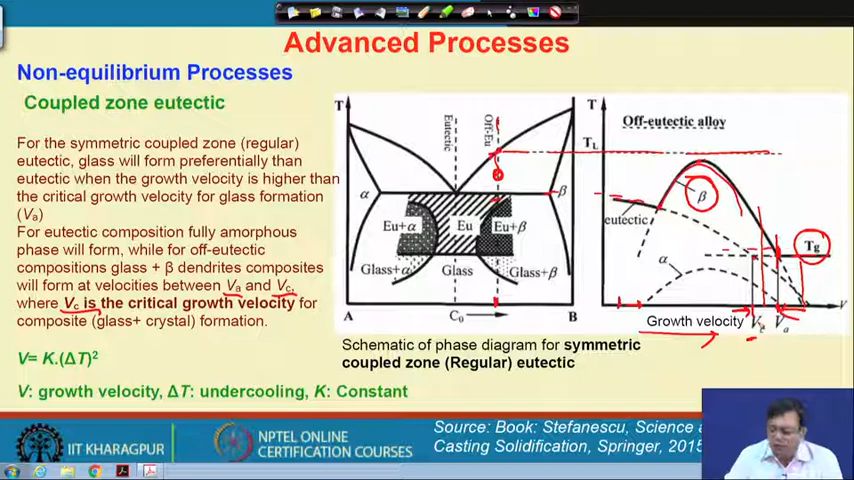 Advanced Processes
Non-equilibrium Processes
Coupled zone eutectic
For the symmetric coupled zone (regular)
eutectic, glass will form preferentially than
eutectic when the growth velocity is higher than
the critical growth velocity for glass formation
(Va)
For eutectic composition fully amorphous
phase will form, while for off-eutectic
compositions glass + β dendrites composites
will form at velocities between Va and Vc,
where Vc is the critical growth velocity for
composite (glass+ crystal) formation.
V= K.(ΔT)²
V: growth velocity, ΔT: undercooling, K: Constant
T
Eutectic
Off-Eu
α
β
Eu+α
Eu
Eu+β
Glass+α
Glass
Glass+β
A
C₀
B
T
Off-eutectic alloy
TL
β
eutectic
Tg
α
V
Growth velocity
Vc
Va
Schematic of phase diagram for symmetric
coupled zone (Regular) eutectic
IIT KHARAGPUR
NPTEL ONLINE
CERTIFICATION COURSES
Source: Book: Stefanescu, Science
Casting Solidification, Springer, 2015